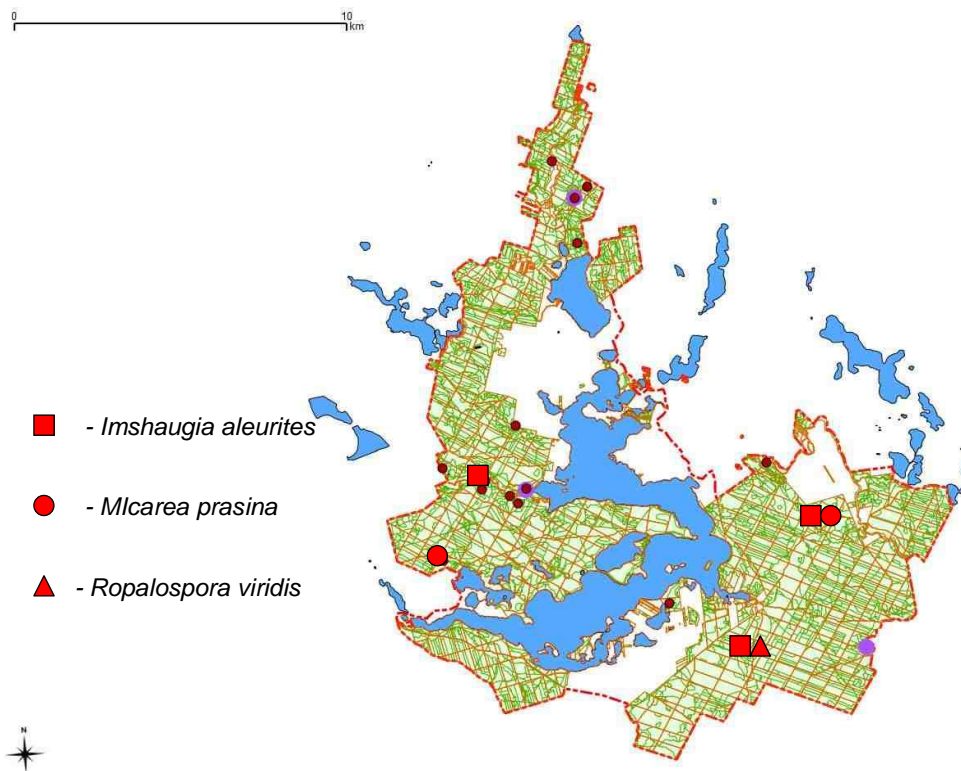 0 10
km
- Imshaugia aleurites
- MIcarea prasina
- Ropalospora viridis
N